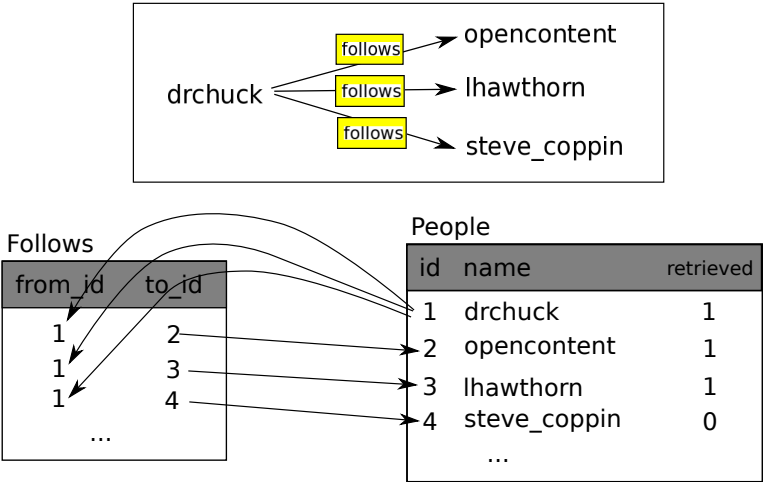 follows
opencontent
drchuck
follows
lhawthorn
follows
steve_coppin
Follows
from_id to_id
1 2
1 3
1 4
...
People
id name retrieved
1 drchuck 1
2 opencontent 1
3 lhawthorn 1
4 steve_coppin 0
...